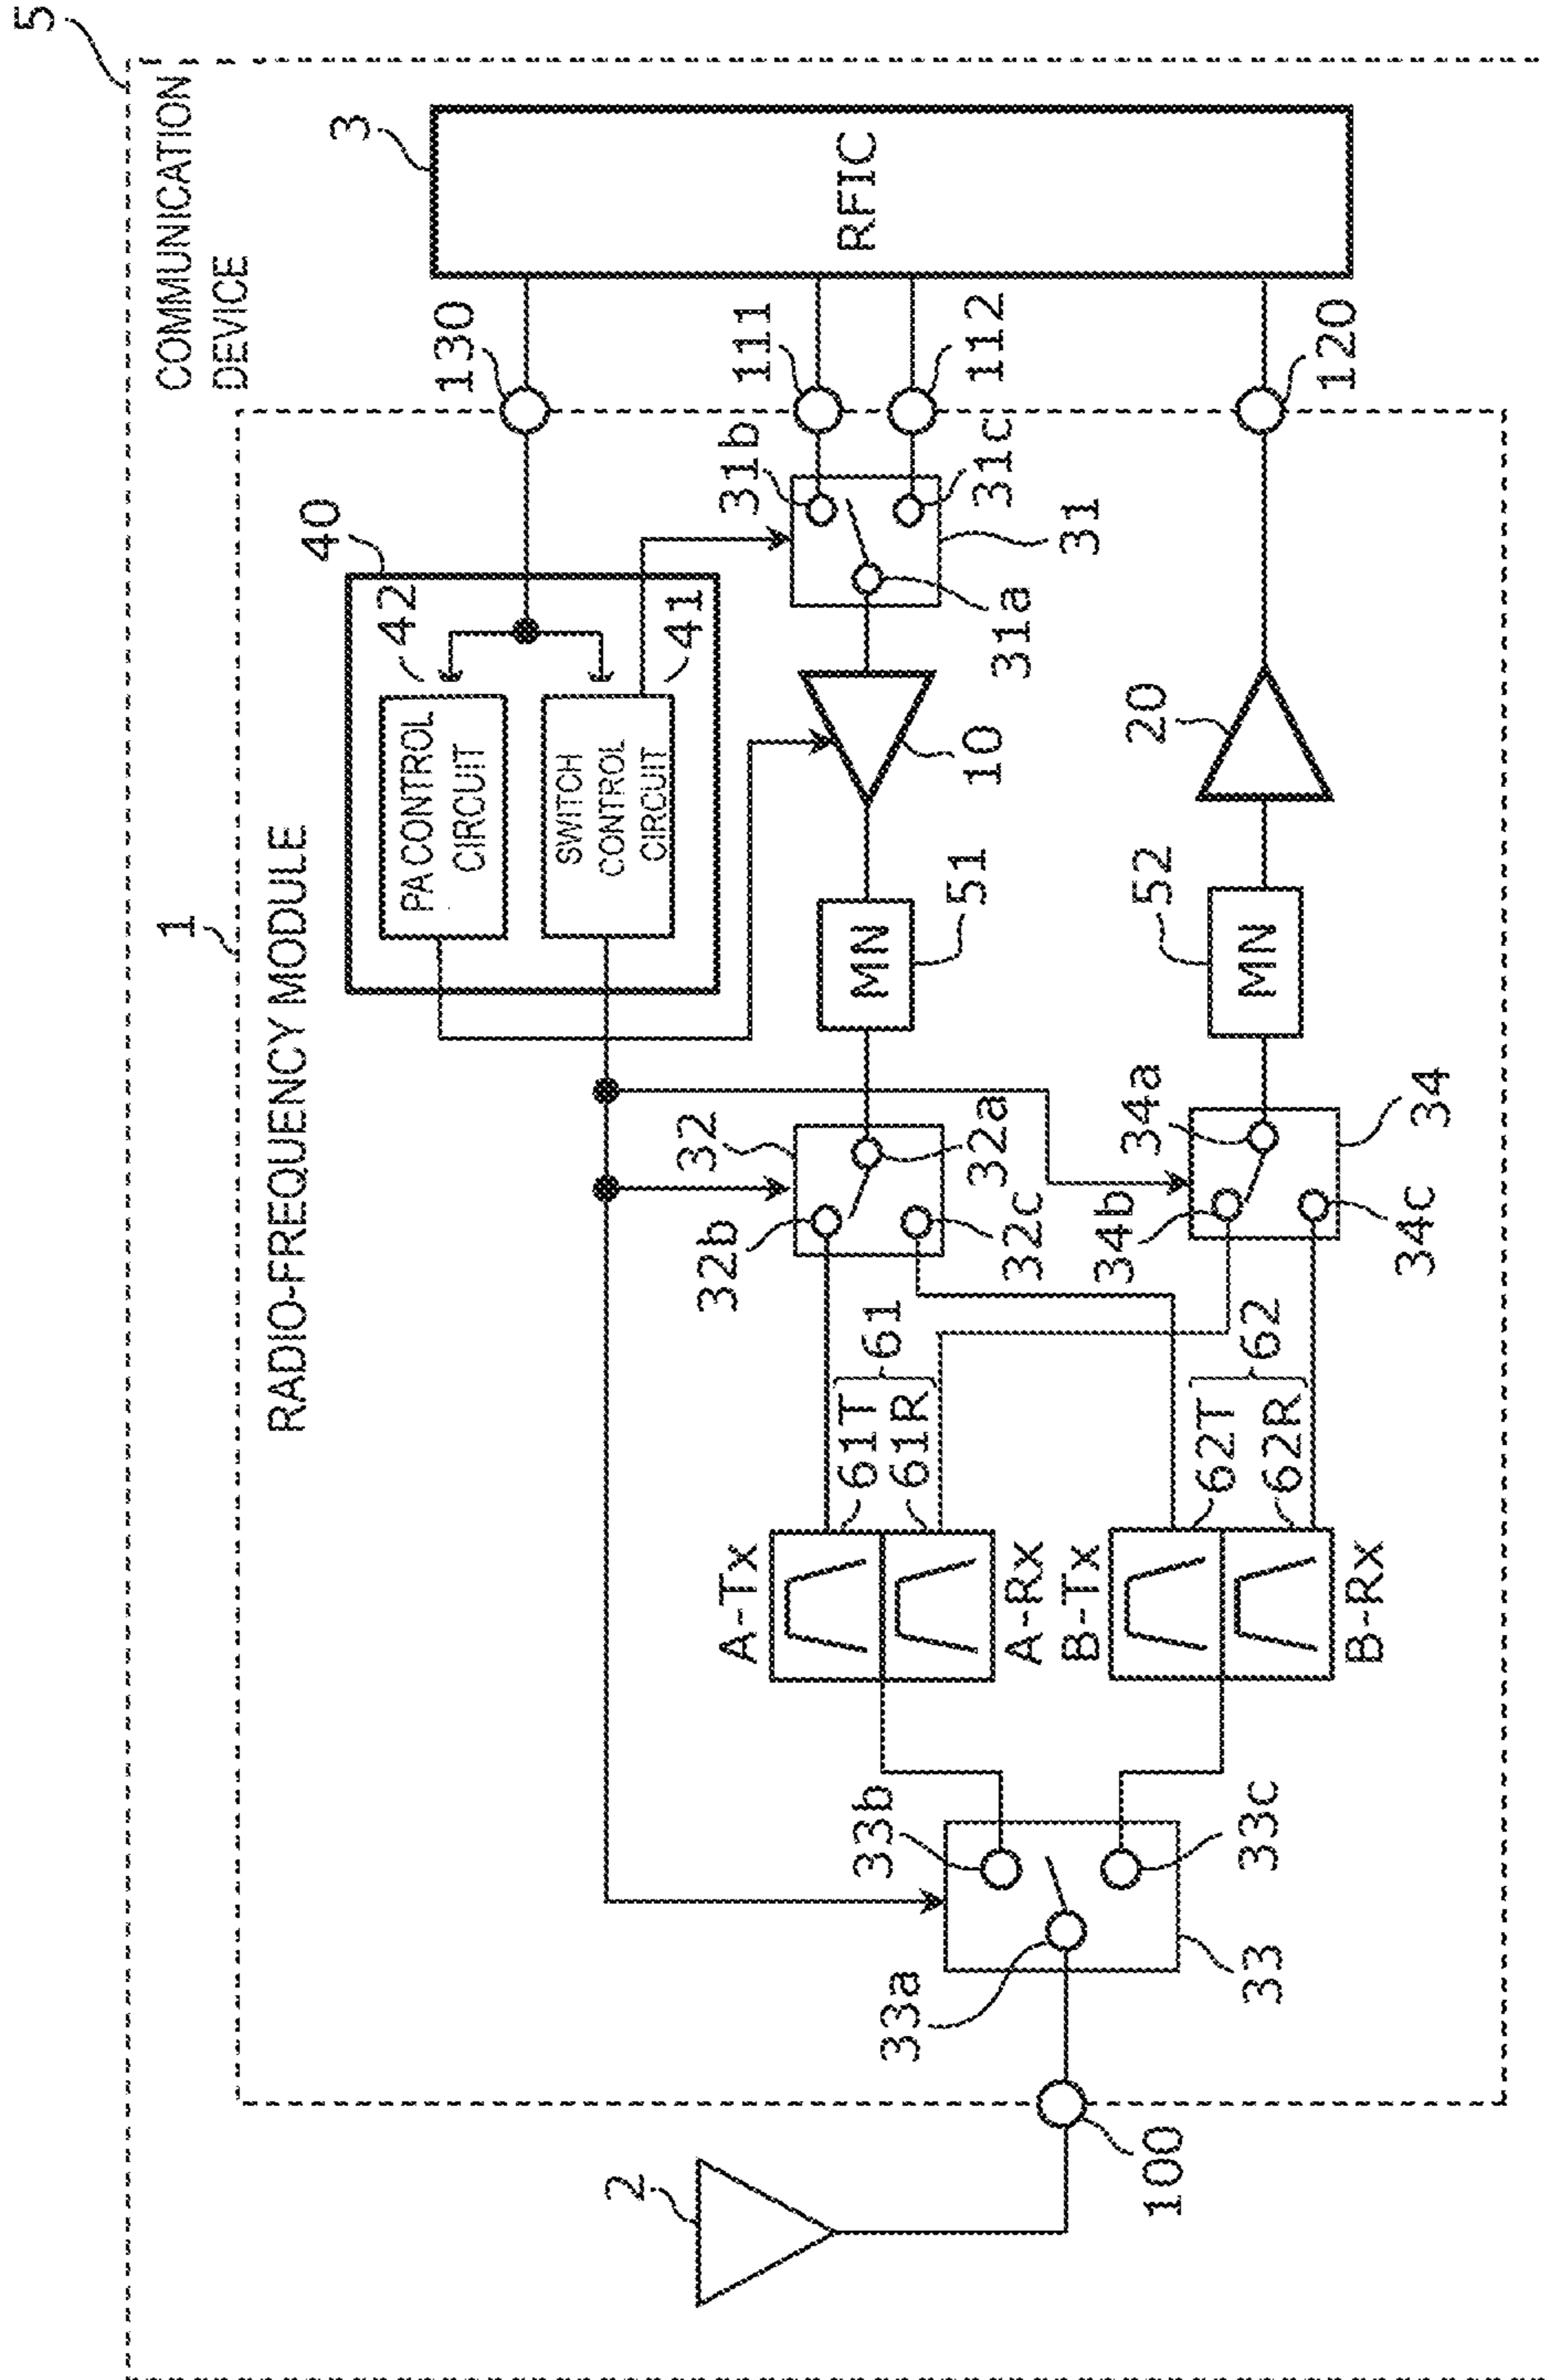 5
COMMUNICATION
DEVICE
1
RADIO-FREQUENCY MODULE
3
RFIC
40
42
PA CONTROL
CIRCUIT
41
SWITCH
CONTROL
CIRCUIT
130
111
112
120
31b
31c
31
31a
10
20
51
MN
52
MN
32
32a
32b
32c
34a
34
34b
34c
61
61T
61R
62
62T
62R
A-Tx
A-Rx
B-Tx
B-Rx
33b
33c
33a
33
2
100